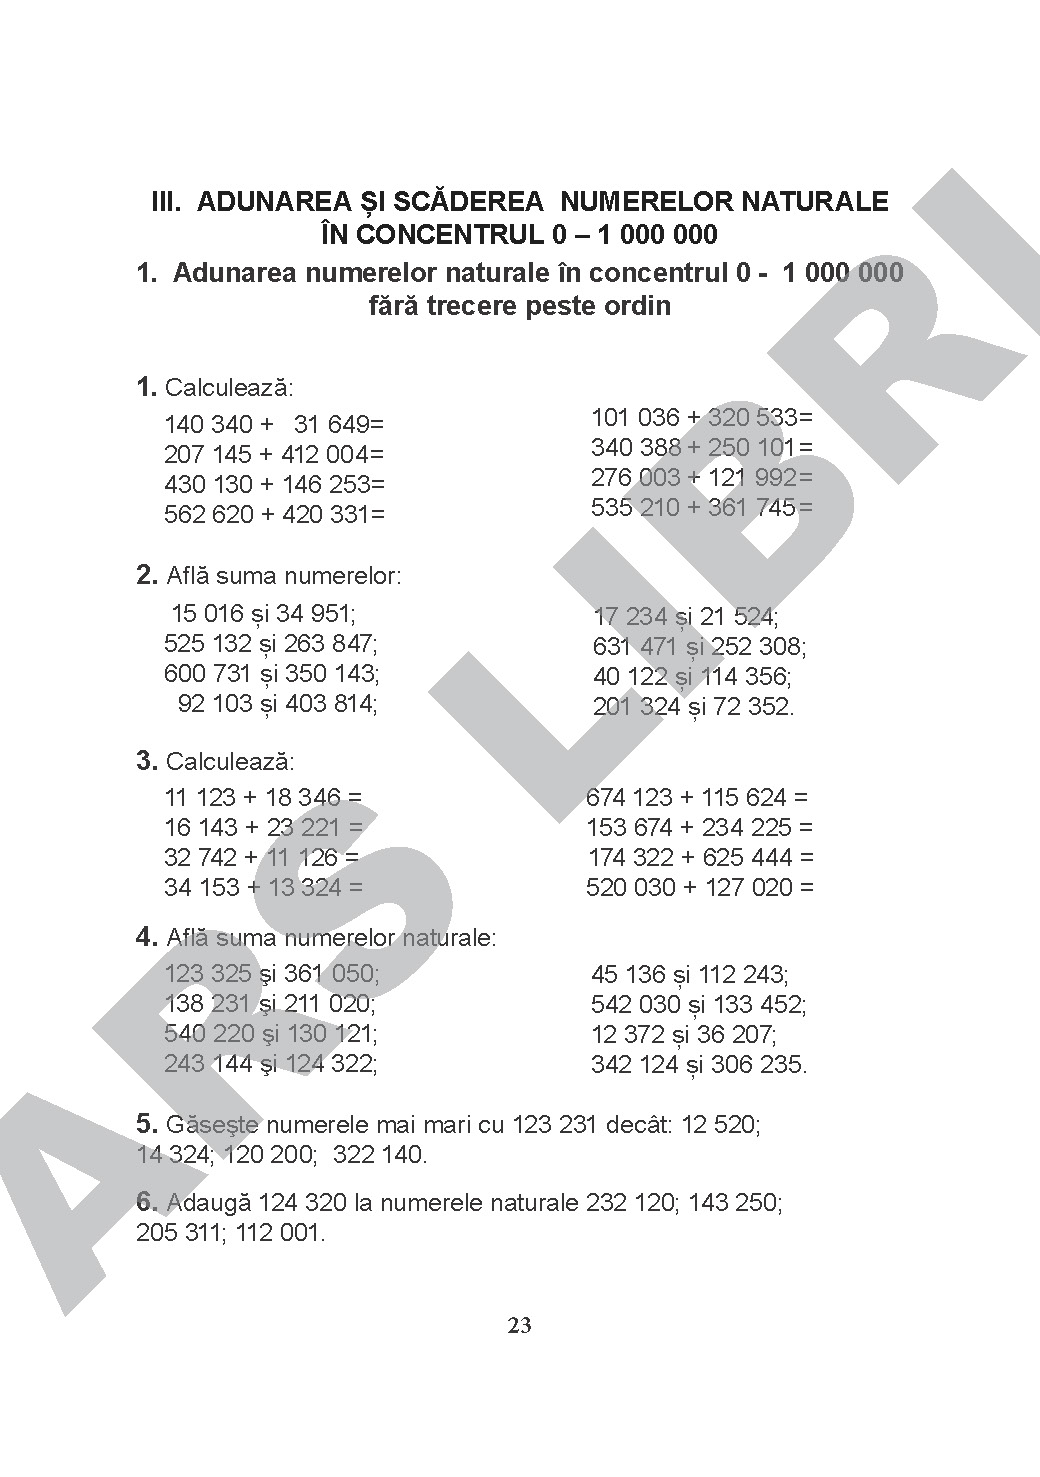 III. ADUNAREA ȘI SCĂDEREA NUMERELOR NATURALE
ÎN CONCENTRUL 0 – 1 000 000
1. Adunarea numerelor naturale în concentrul 0 - 1 000 000
fără trecere peste ordin
1. Calculează:
140 340 + 31 649=
207 145 + 412 004=
430 130 + 146 253=
562 620 + 420 331=
101 036 + 320 533=
340 388 + 250 101=
276 003 + 121 992=
535 210 + 361 745=
2. Află suma numerelor:
15 016 și 34 951;
525 132 și 263 847;
600 731 și 350 143;
92 103 și 403 814;
17 234 și 21 524;
631 471 și 252 308;
40 122 și 114 356;
201 324 și 72 352.
3. Calculează:
11 123 + 18 346 =
16 143 + 23 221 =
32 742 + 11 126 =
34 153 + 13 324 =
674 123 + 115 624 =
153 674 + 234 225 =
174 322 + 625 444 =
520 030 + 127 020 =
4. Află suma numerelor naturale:
123 325 şi 361 050;
138 231 şi 211 020;
540 220 şi 130 121;
243 144 şi 124 322;
45 136 și 112 243;
542 030 și 133 452;
12 372 și 36 207;
342 124 și 306 235.
5. Găseşte numerele mai mari cu 123 231 decât: 12 520;
14 324; 120 200; 322 140.
6. Adaugă 124 320 la numerele naturale 232 120; 143 250;
205 311; 112 001.
23
ARS LIBRI